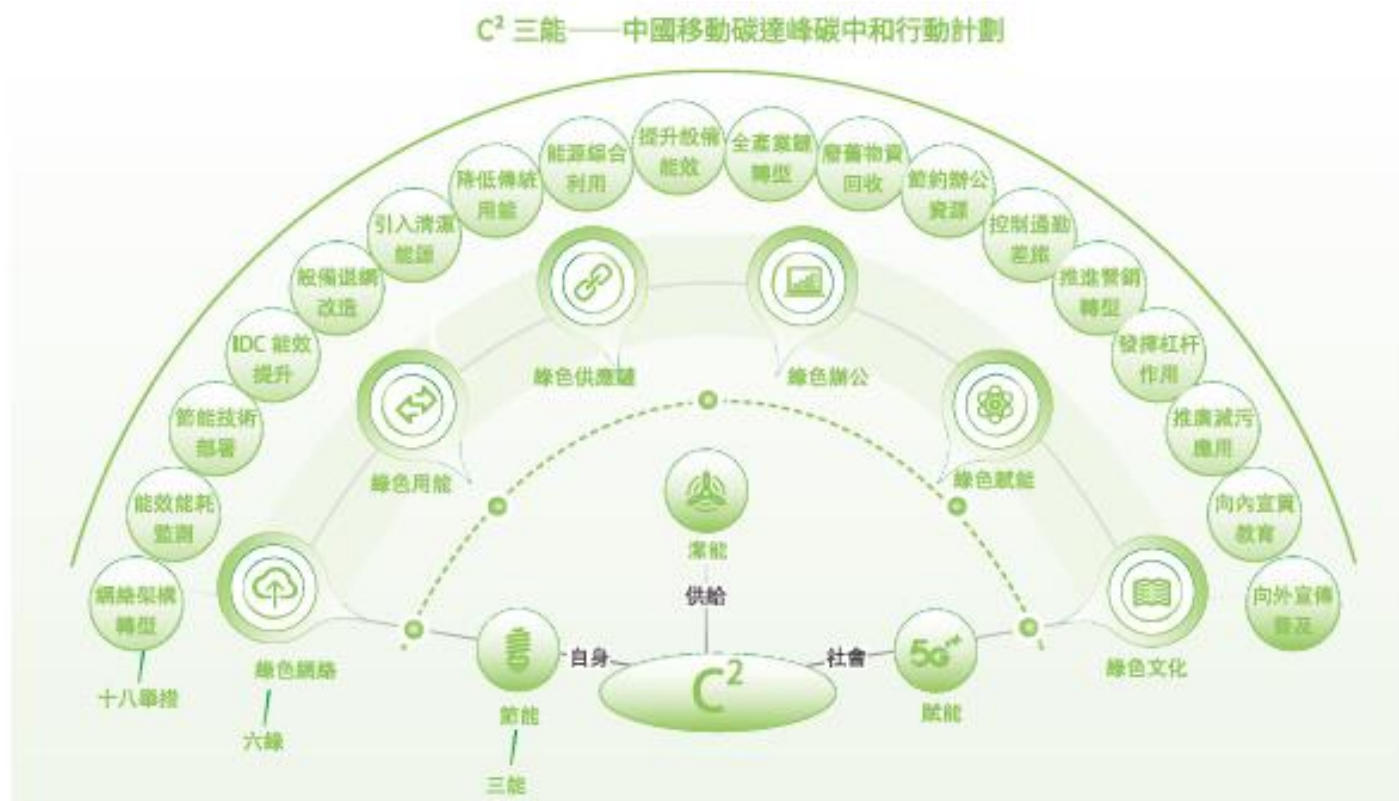 C² 三能——中國移動碳達峰碳中和行動計劃
網絡架構
轉型
能效能耗
監測
節能技術
部署
IDC 能效
提升
設備退網
改造
引入清潔
能源
降低傳統
用能
能源綜合
利用
提升設備
能效
全產業鏈
轉型
廢舊物資
回收
節約辦公
資源
控制通勤
差旅
推進營銷
轉型
發揮杠杆
作用
推廣減污
應用
向內宣貫
教育
向外宣傳
普及
綠色網絡
綠色用能
綠色供應鏈
綠色辦公
綠色賦能
綠色文化
潔能
供給
自身
社會
5G
C²
節能
賦能
十八舉措
六綠
三能